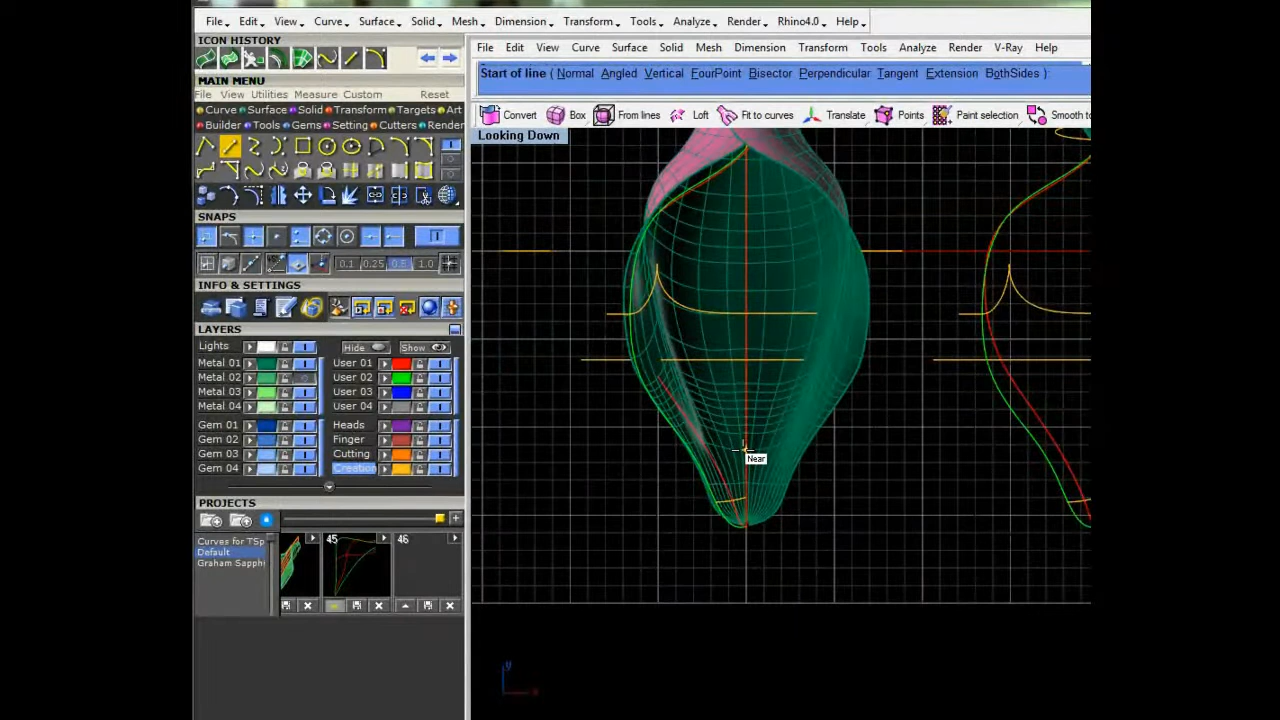 File Edit View Curve Surface Solid Mesh Dimension Transform Tools Analyze Render Rhino4.0 Help
ICON HISTORY
MAIN MENU
File View Utilities Measure Custom Reset
Curve Surface Solid Transform Targets Art
Builder Tools Gems Setting Cutters Render
SNAPS
0.1 0.25 0.5 1.0
INFO & SETTINGS
LAYERS
Lights Hide Show
Metal 01 User 01
Metal 02 User 02
Metal 03 User 03
Metal 04 User 04
Gem 01 Heads
Gem 02 Finger
Gem 03 Cutting
Gem 04 Creation
PROJECTS
Curves for TSp
Default
Graham Sapph
45 46
File Edit View Curve Surface Solid Mesh Dimension Transform Tools Analyze Render V-Ray Help
Start of line ( Normal Angled Vertical FourPoint Bisector Perpendicular Tangent Extension BothSides )
Convert Box From lines Loft Fit to curves Translate Points Paint selection Smooth to
Looking Down
Near
y
x